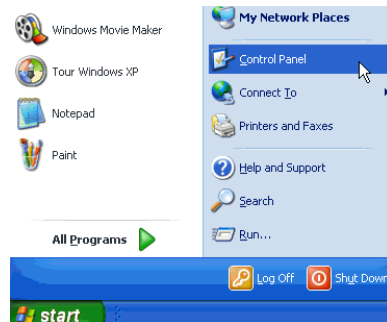 Windows Movie Maker
Tour Windows XP
Notepad
Paint
All Programs
My Network Places
Control Panel
Connect To
Printers and Faxes
Help and Support
Search
Run...
Log Off
Shut Down
start